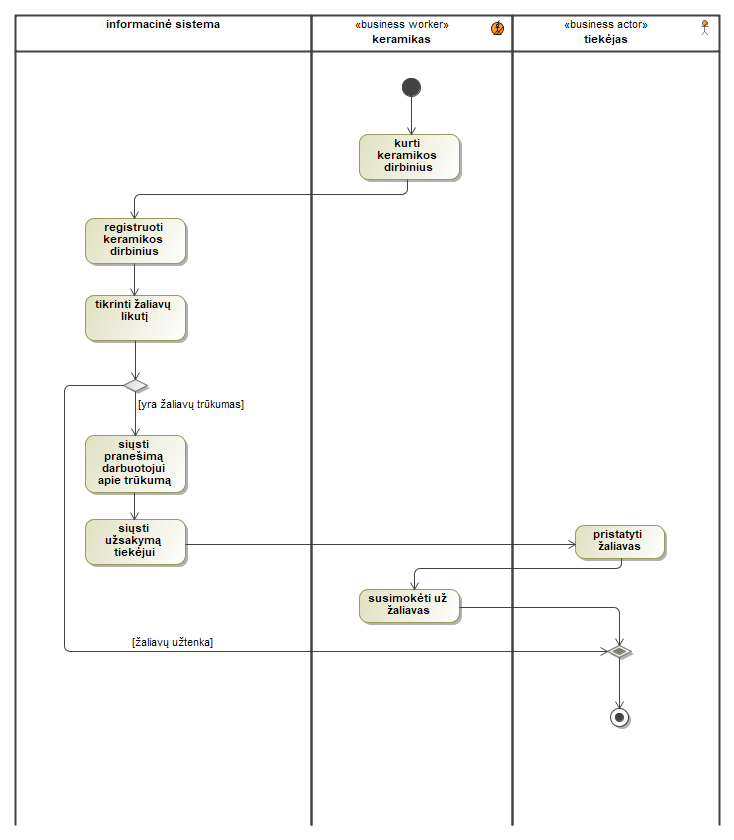 informacinė sistema
«business worker»
keramikas
«business actor»
tiekėjas
kurti
keramikos
dirbinius
registruoti
keramikos
dirbinius
tikrinti žaliavų
likutį
[yra žaliavų trūkumas]
siųsti
pranešimą
darbuotojui
apie trūkumą
siųsti
užsakymą
tiekėjui
pristatyti
žaliavas
susimokėti už
žaliavas
[žaliavų užtenka]